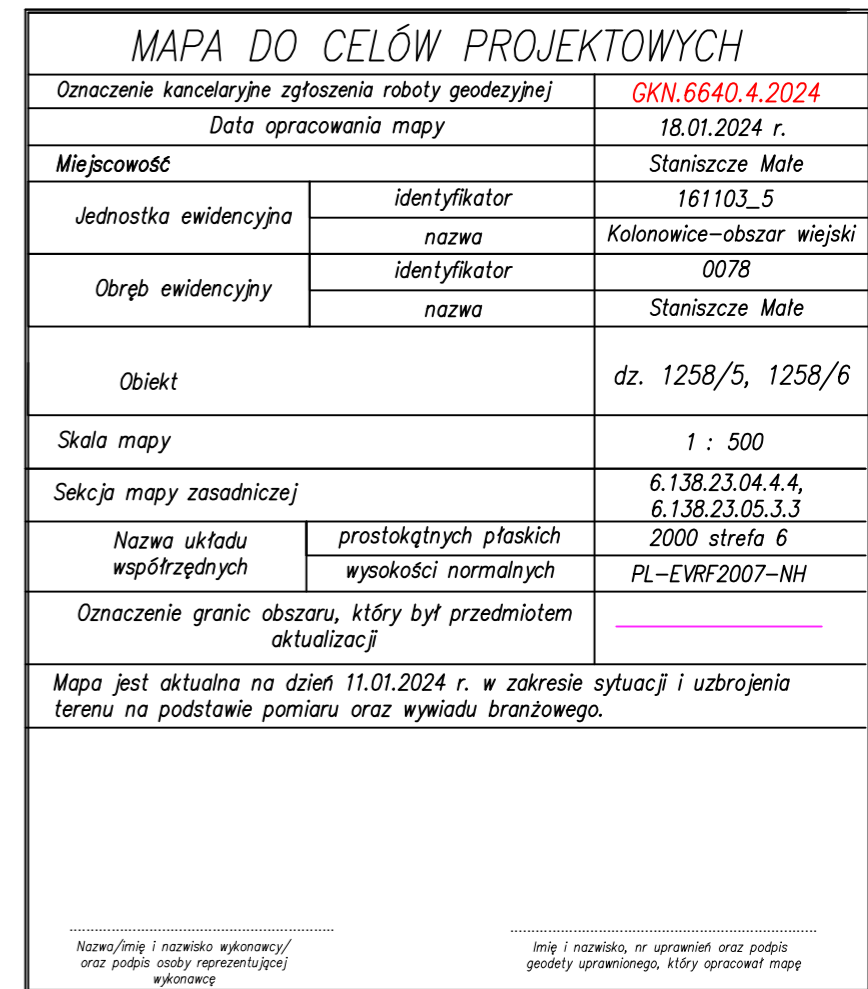 MAPA DO CELÓW PROJEKTOWYCH
Oznaczenie kancelaryjne zgłoszenia roboty geodezyjnej GKN.6640.4.2024
Data opracowania mapy 18.01.2024 r.
Miejscowość Staniszcze Małe
Jednostka ewidencyjna identyfikator 161103_5
nazwa Kolonowice-obszar wiejski
Obręb ewidencyjny identyfikator 0078
nazwa Staniszcze Małe
Obiekt dz. 1258/5, 1258/6
Skala mapy 1 : 500
Sekcja mapy zasadniczej 6.138.23.04.4.4,
6.138.23.05.3.3
Nazwa układu współrzędnych prostokątnych płaskich 2000 strefa 6
wysokości normalnych PL-EVRF2007-NH
Oznaczenie granic obszaru, który był przedmiotem
aktualizacji
Mapa jest aktualna na dzień 11.01.2024 r. w zakresie sytuacji i uzbrojenia
terenu na podstawie pomiaru oraz wywiadu branżowego.
Nazwa/imię i nazwisko wykonawcy/
oraz podpis osoby reprezentującej
wykonawcę
Imię i nazwisko, nr uprawnień oraz podpis
geodety uprawnionego, który opracował mapę